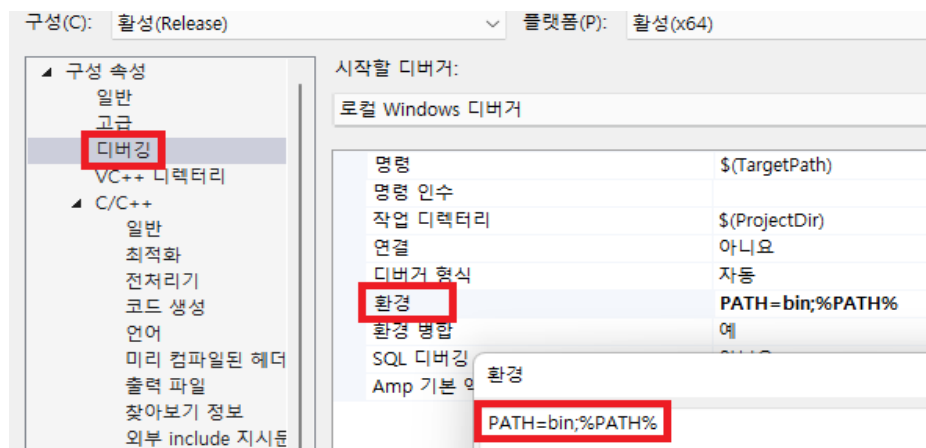 구성(C): 활성(Release) 플랫폼(P): 활성(x64)
구성 속성
일반
고급
디버깅
VC++ 디렉터리
C/C++
일반
최적화
전처리기
코드 생성
언어
미리 컴파일된 헤더
출력 파일
찾아보기 정보
외부 include 지시문
시작할 디버거:
로컬 Windows 디버거
명령 $(TargetPath)
명령 인수
작업 디렉터리 $(ProjectDir)
연결 아니요
디버거 형식 자동
환경 PATH=bin;%PATH%
환경 병합 예
SQL 디버깅
Amp 기본
환경
PATH=bin;%PATH%